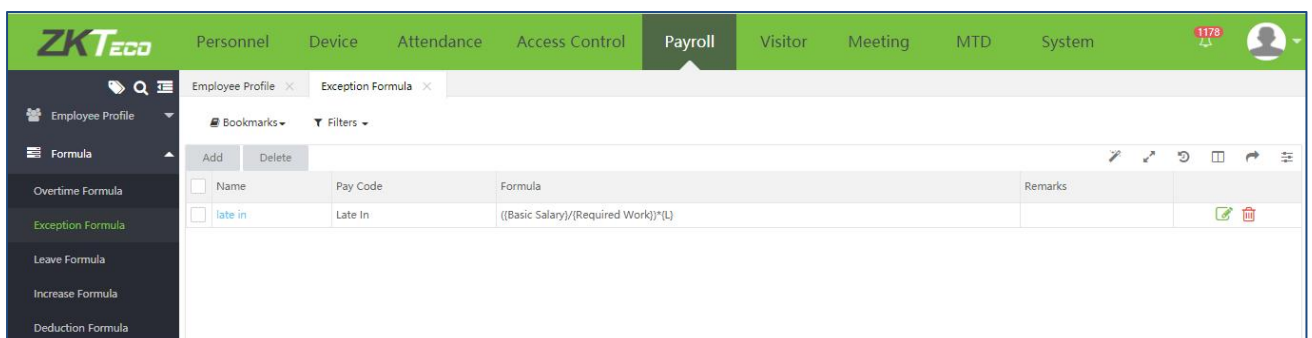 ZKTECO Personnel Device Attendance Access Control Payroll Visitor Meeting MTD System 1178
Employee Profile Exception Formula
Employee Profile
Bookmarks Filters
Formula
Add Delete
Overtime Formula
Name Pay Code Formula Remarks
late in Late In ({Basic Salary}/{Required Work})*{L}
Exception Formula
Leave Formula
Increase Formula
Deduction Formula